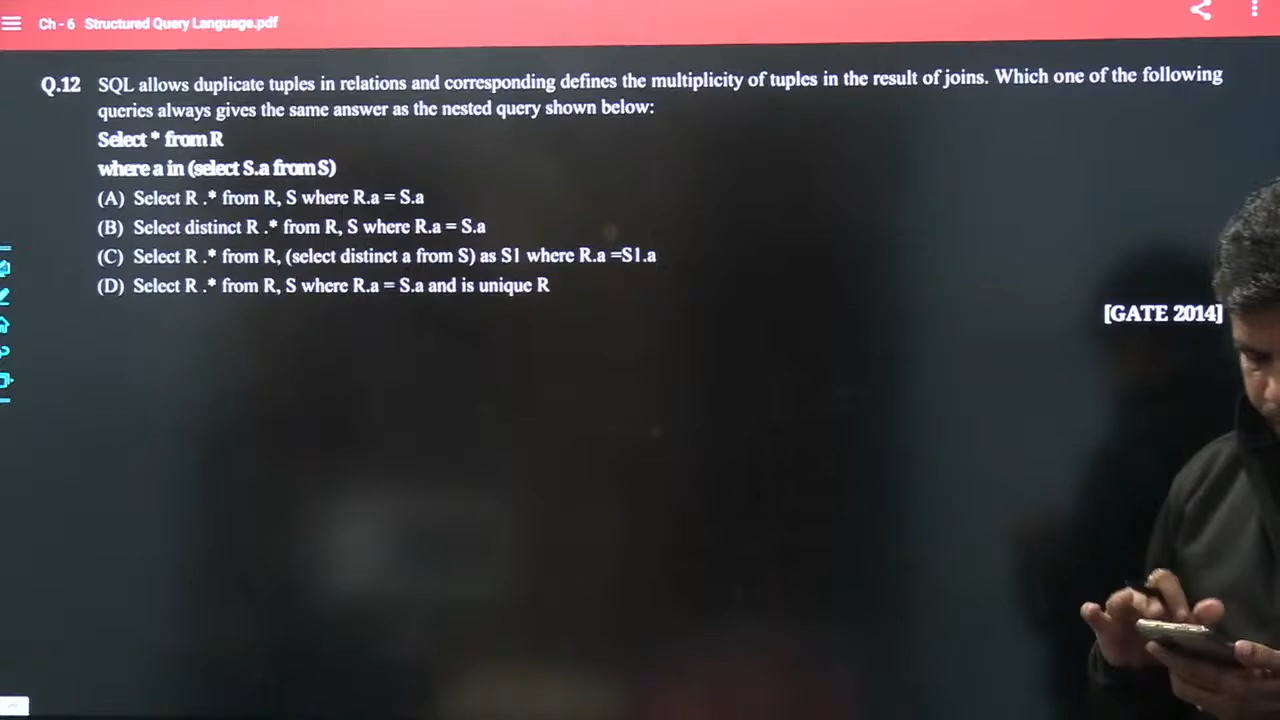 Ch - 6 Structured Query Language.pdf
Q.12 SQL allows duplicate tuples in relations and corresponding defines the multiplicity of tuples in the result of joins. Which one of the following
queries always gives the same answer as the nested query shown below:
Select * from R
where a in (select S.a from S)
(A) Select R .* from R, S where R.a = S.a
(B) Select distinct R .* from R, S where R.a = S.a
(C) Select R .* from R, (select distinct a from S) as S1 where R.a =S1.a
(D) Select R .* from R, S where R.a = S.a and is unique R
[GATE 2014]